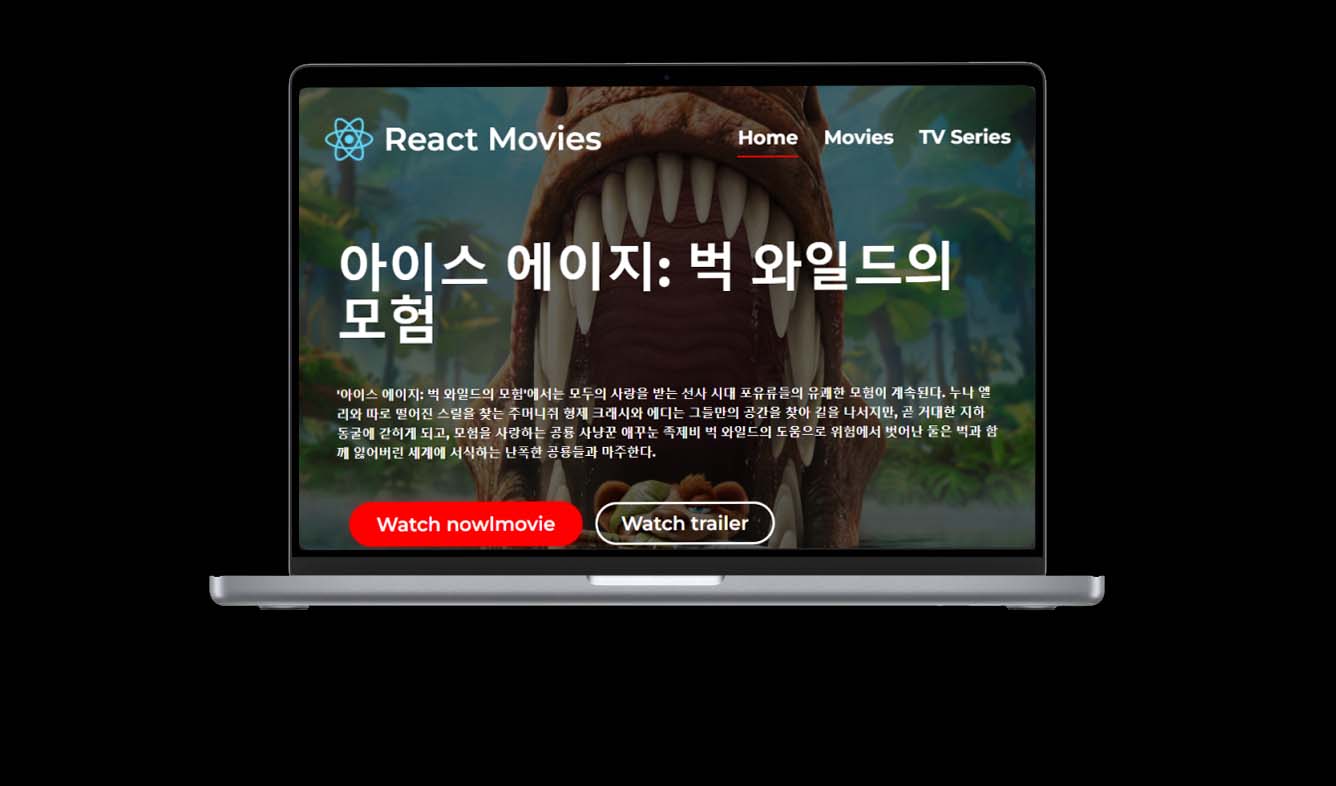 React Movies
Home
Movies
TV Series
아이스 에이지: 벅 와일드의
모험
'아이스 에이지: 벅 와일드의 모험'에서는 모두의 사랑을 받는 선사 시대 포유류들의 유쾌한 모험이 계속된다. 누나 엘
리와 따로 떨어진 스릴을 찾는 주머니쥐 형제 크래시와 에디는 그들만의 공간을 찾아 길을 나서지만, 곧 거대한 지하
동굴에 갇히게 되고, 모험을 사랑하는 공룡 사냥꾼 애꾸눈 족제비 벅 와일드의 도움으로 위험에서 벗어난 둘은 벅과 함
께 잃어버린 세계에 서식하는 난폭한 공룡들과 마주한다.
Watch nowlmovie
Watch trailer